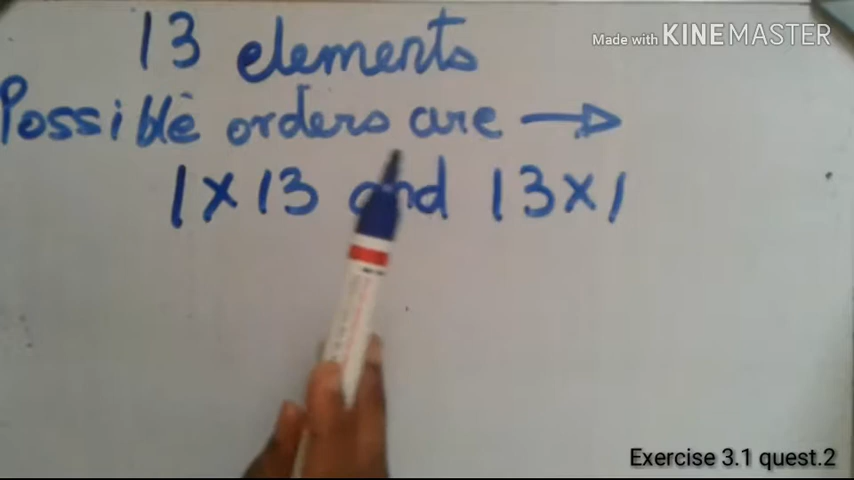 13 elements
Made with KINEMASTER
Possible orders are →
1 × 13 and 13 × 1
Exercise 3.1 quest.2